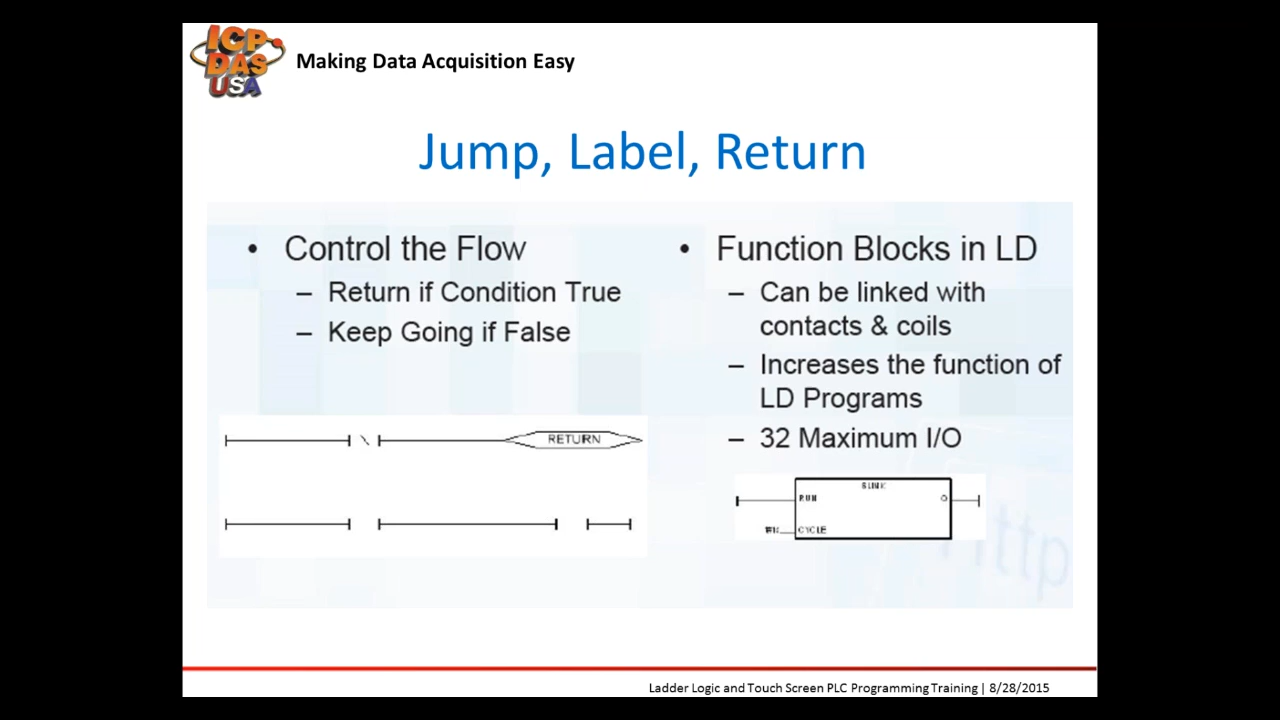 ICP
DAS
USA
Making Data Acquisition Easy
Jump, Label, Return
• Control the Flow
– Return if Condition True
– Keep Going if False
RETURN
• Function Blocks in LD
– Can be linked with
contacts & coils
– Increases the function of
LD Programs
– 32 Maximum I/O
BLINK
RUN
CYCLE
http
Ladder Logic and Touch Screen PLC Programming Training | 8/28/2015